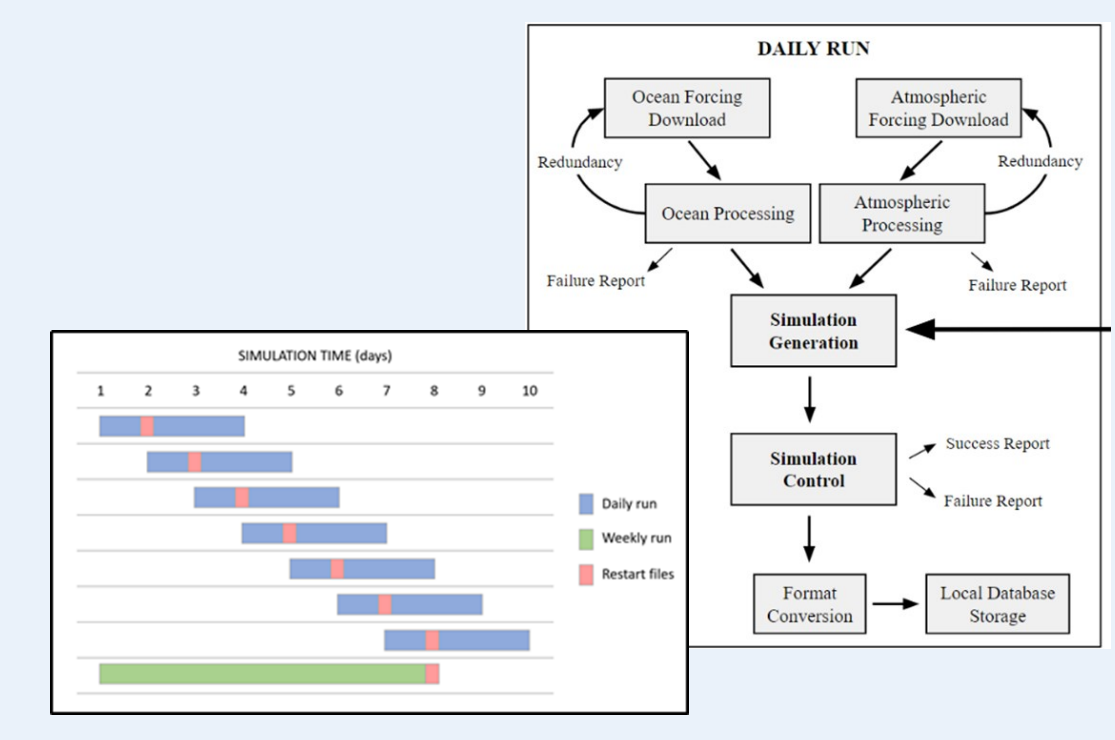 DAILY RUN
Ocean Forcing
Download
Atmospheric
Forcing Download
Redundancy
Redundancy
Ocean Processing
Atmospheric
Processing
Failure Report
Failure Report
Simulation
Generation
Simulation
Control
Success Report
Failure Report
Format
Conversion
Local Database
Storage
SIMULATION TIME (days)
1 2 3 4 5 6 7 8 9 10
Daily run
Weekly run
Restart files